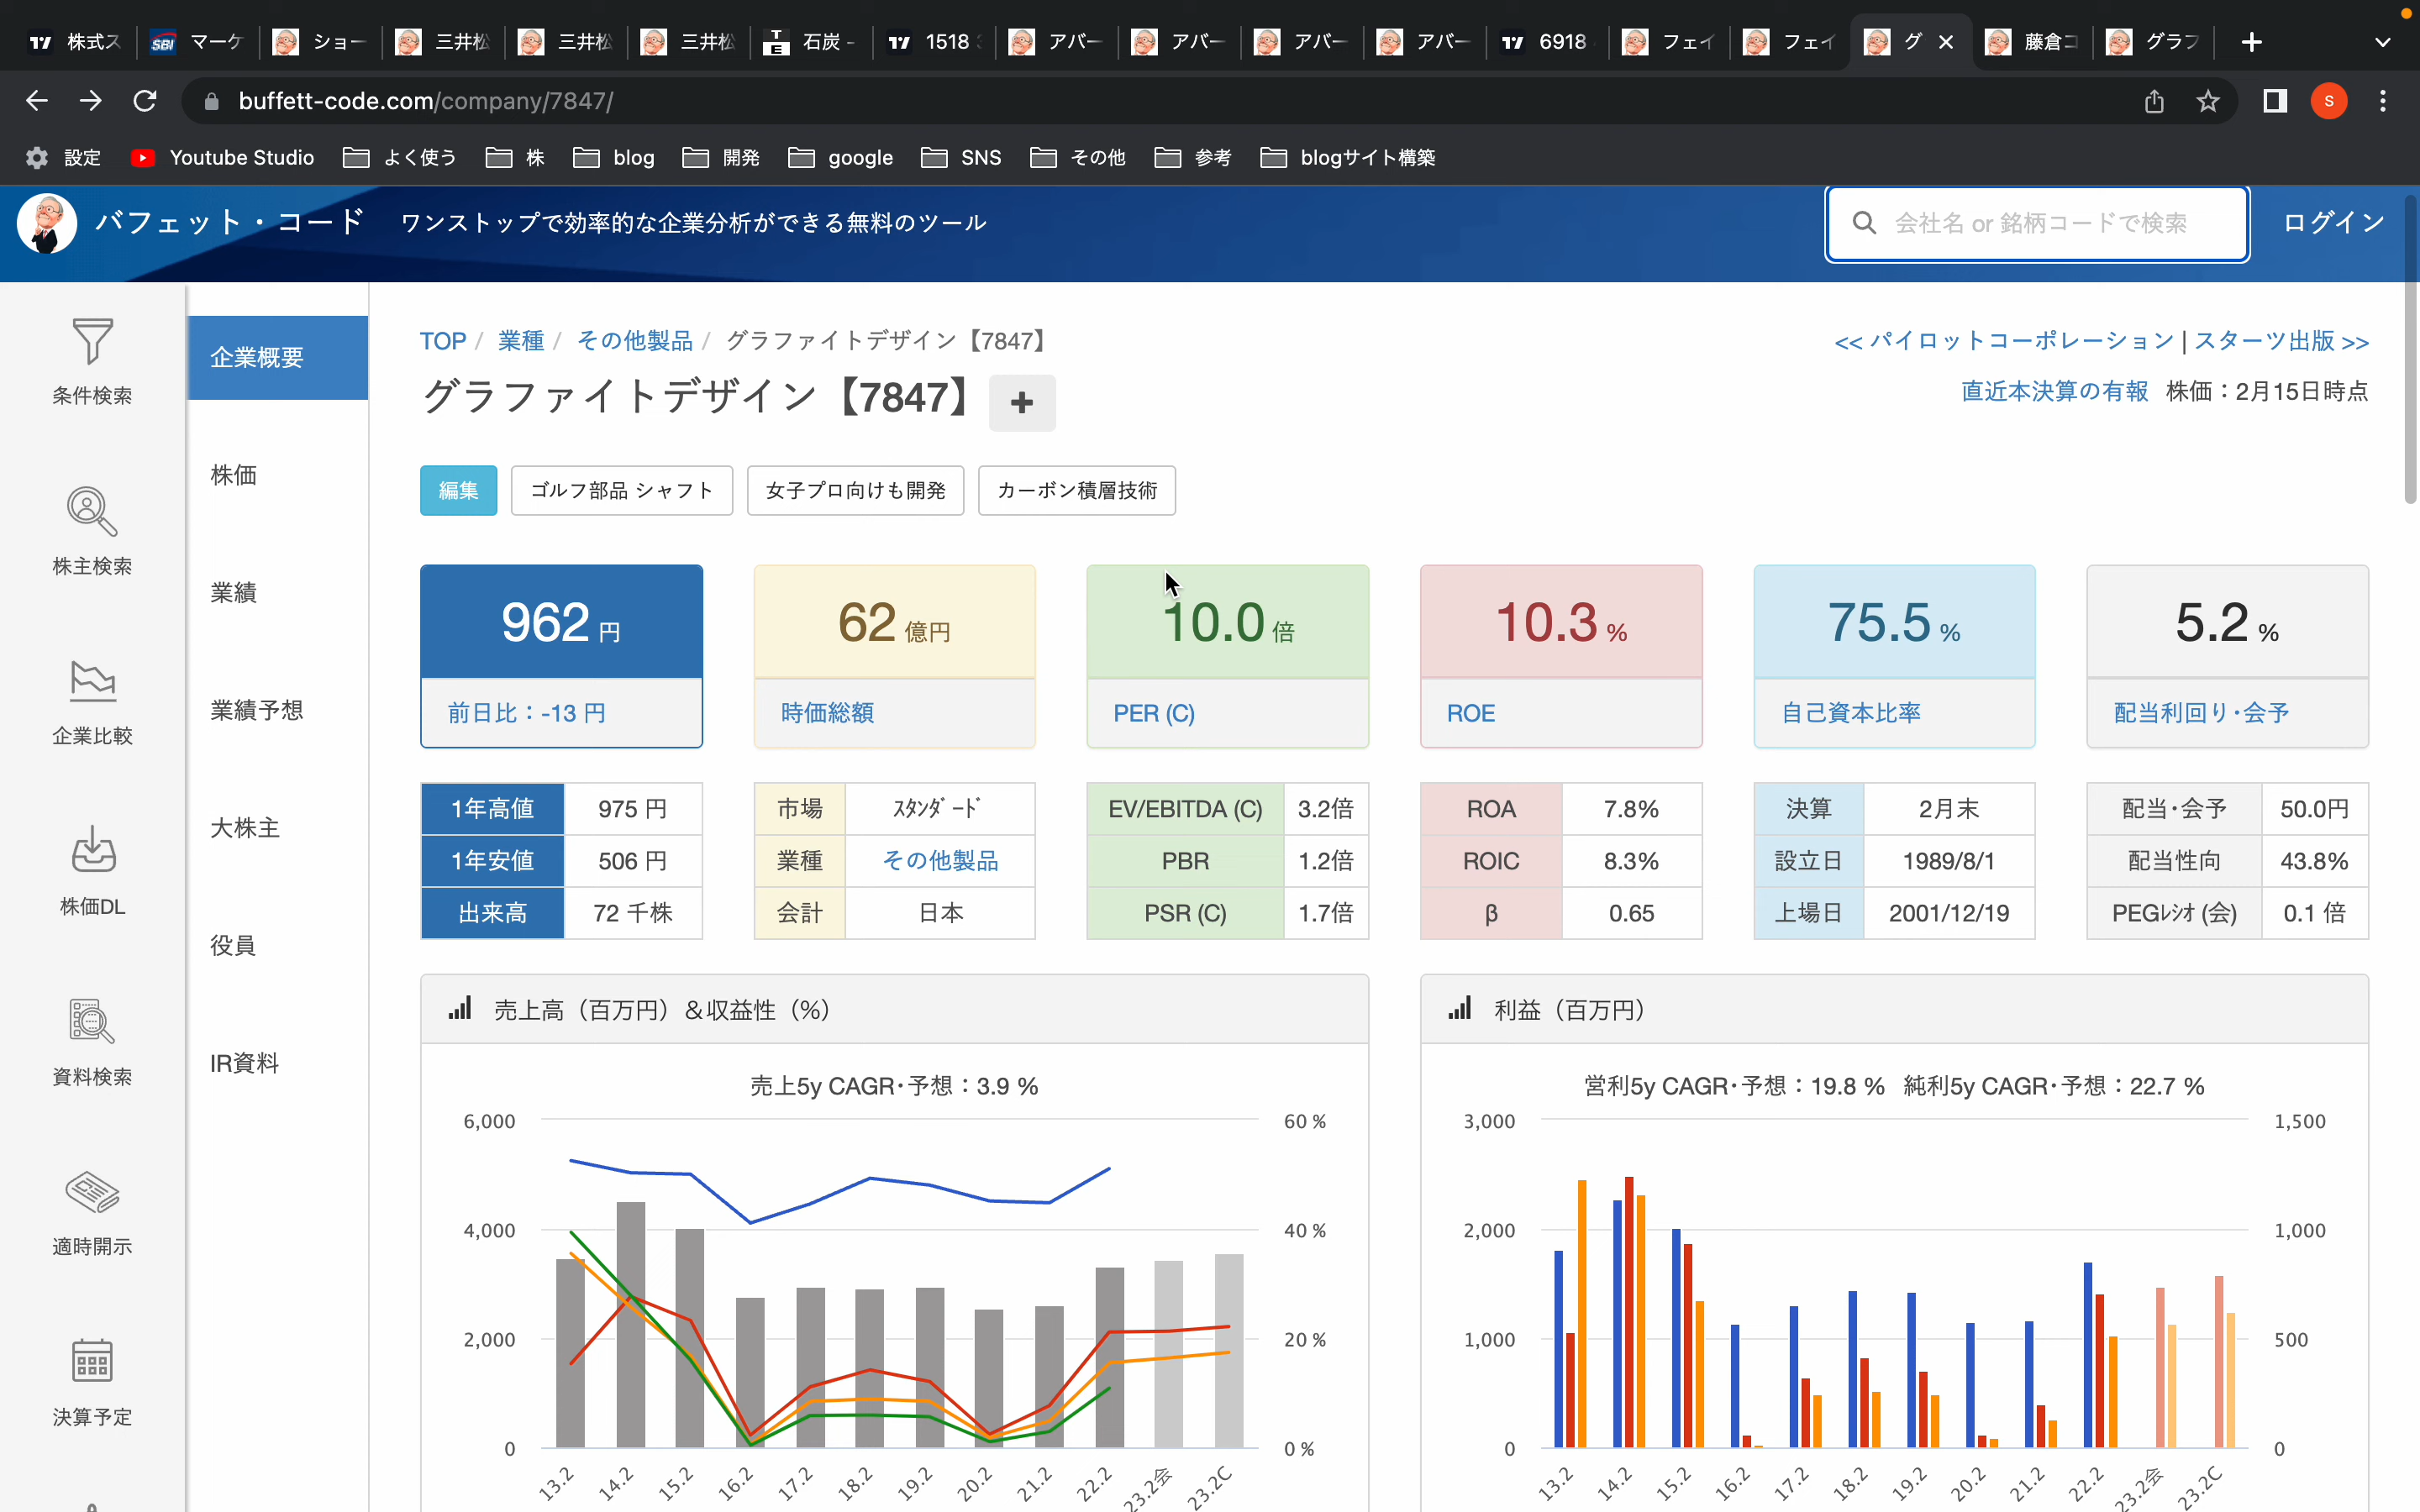 株式ス
SBI マーケ
ショー
三井松
三井松
三井松
石炭 -
1518
アバー
アバー
アバー
アバー
6918
フェイ
フェイ
グ
藤倉コ
グラフ
buffett-code.com/company/7847/
S
設定 Youtube Studio よく使う 株 blog 開発 google SNS その他 参考 blogサイト構築
バフェット・コード ワンストップで効率的な企業分析ができる無料のツール
会社名 or 銘柄コードで検索
ログイン
条件検索
株主検索
企業比較
株価DL
資料検索
適時開示
決算予定
企業概要
株価
業績
業績予想
大株主
役員
IR資料
TOP / 業種 / その他製品 / グラファイトデザイン【7847】
<< パイロットコーポレーション | スターツ出版 >>
グラファイトデザイン【7847】 +
直近本決算の有報 株価：2月15日時点
編集 ゴルフ部品 シャフト 女子プロ向けも開発 カーボン積層技術
962 円
前日比：-13 円
62 億円
時価総額
10.0 倍
PER (C)
10.3 %
ROE
75.5 %
自己資本比率
5.2 %
配当利回り･会予
1年高値 975 円
1年安値 506 円
出来高 72 千株
市場 ｽﾀﾝﾀﾞｰﾄﾞ
業種 その他製品
会計 日本
EV/EBITDA (C) 3.2倍
PBR 1.2倍
PSR (C) 1.7倍
ROA 7.8%
ROIC 8.3%
β 0.65
決算 2月末
設立日 1989/8/1
上場日 2001/12/19
配当･会予 50.0円
配当性向 43.8%
PEGﾚｼｵ (会) 0.1 倍
売上高（百万円）＆収益性（%）
売上5y CAGR･予想：3.9 %
6,000 60 %
4,000 40 %
2,000 20 %
0 0 %
13.2 14.2 15.2 16.2 17.2 18.2 19.2 20.2 21.2 22.2 23.2会 23.2C
利益（百万円）
営利5y CAGR･予想：19.8 % 純利5y CAGR･予想：22.7 %
3,000 1,500
2,000 1,000
1,000 500
0 0
13.2 14.2 15.2 16.2 17.2 18.2 19.2 20.2 21.2 22.2 23.2会 23.2C